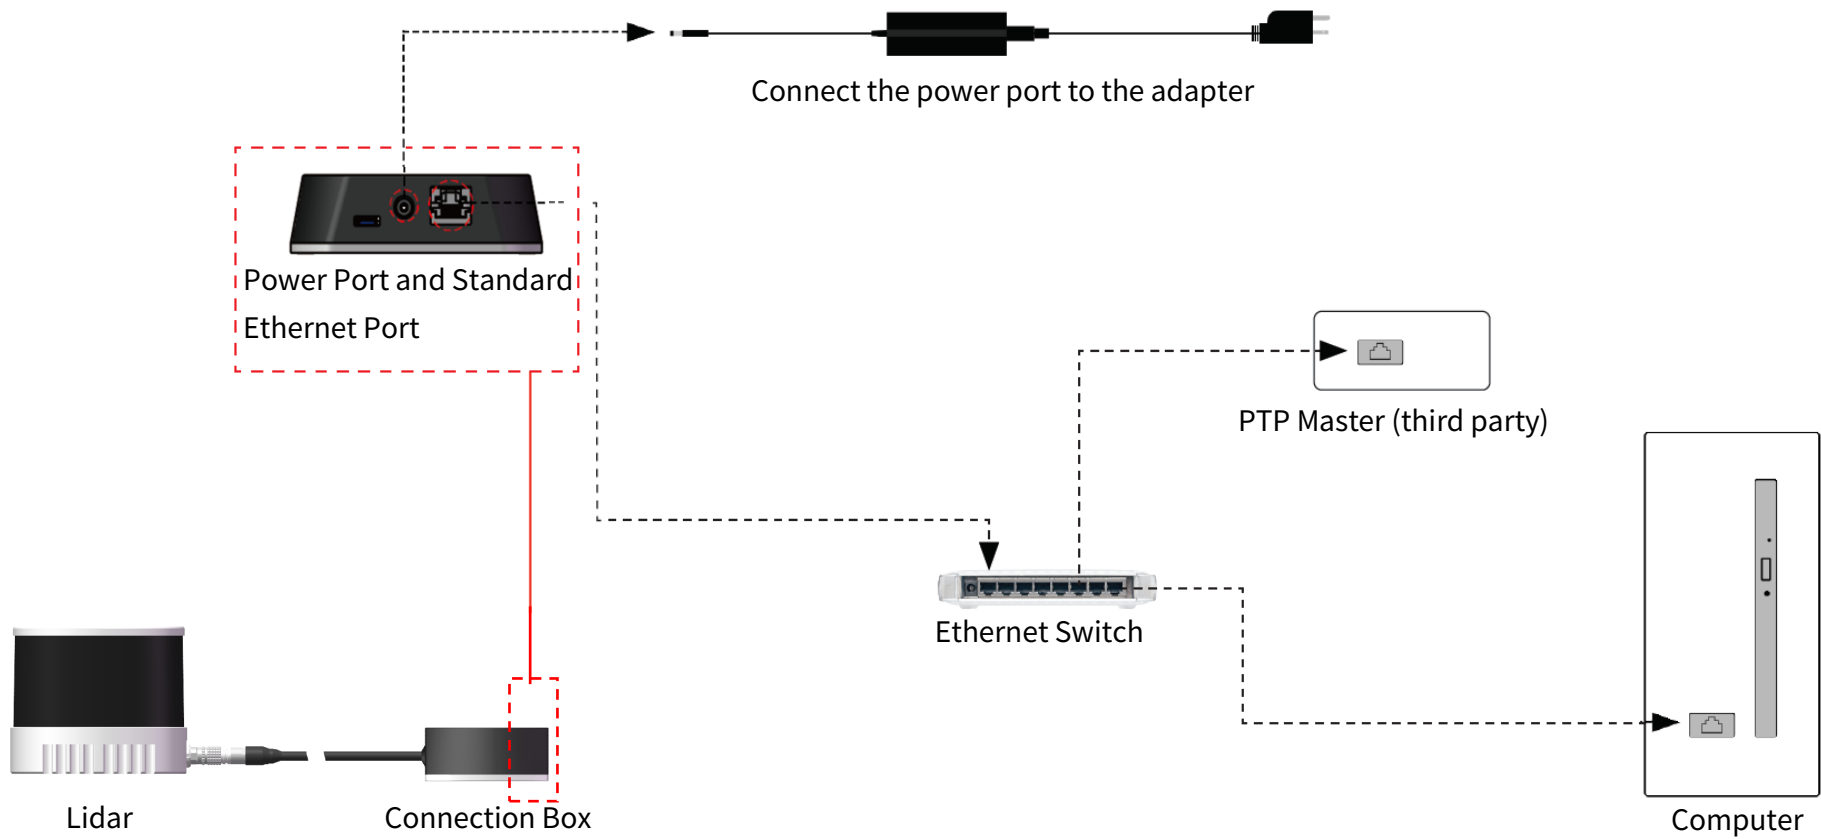 Connect the power port to the adapter
Power Port and Standard
Ethernet Port
PTP Master (third party)
Ethernet Switch
Lidar
Connection Box
Computer